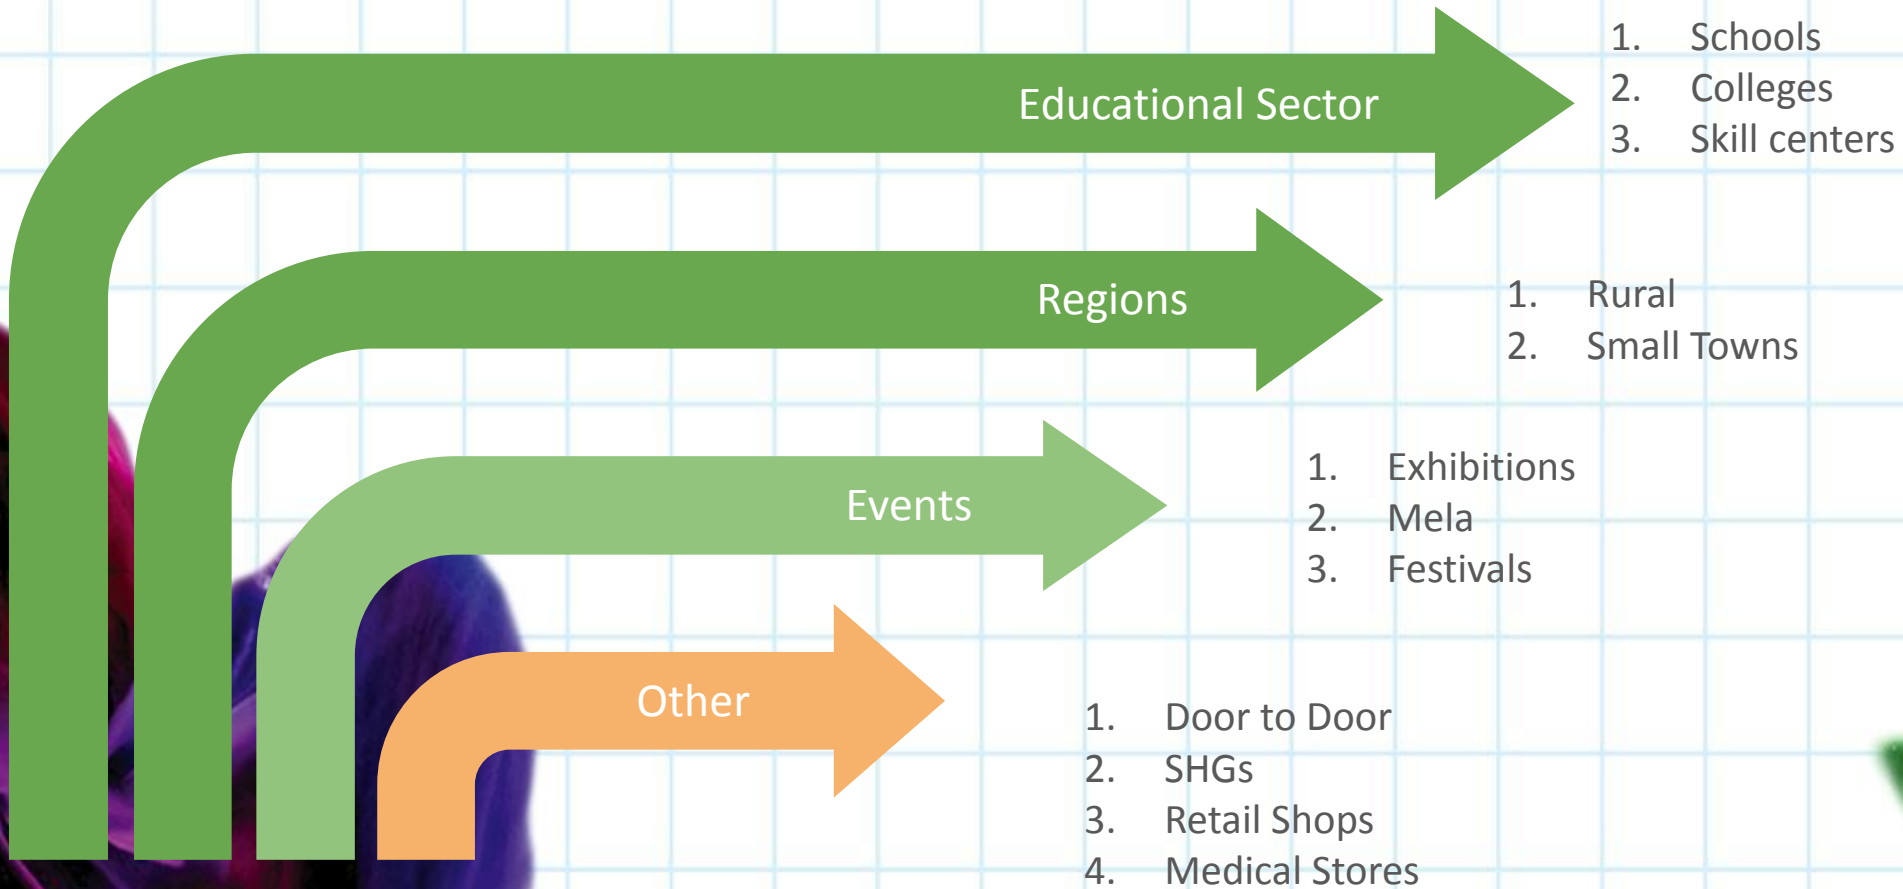 Educational Sector
1. Schools
2. Colleges
3. Skill centers
Regions
1. Rural
2. Small Towns
Events
1. Exhibitions
2. Mela
3. Festivals
Other
1. Door to Door
2. SHGs
3. Retail Shops
4. Medical Stores